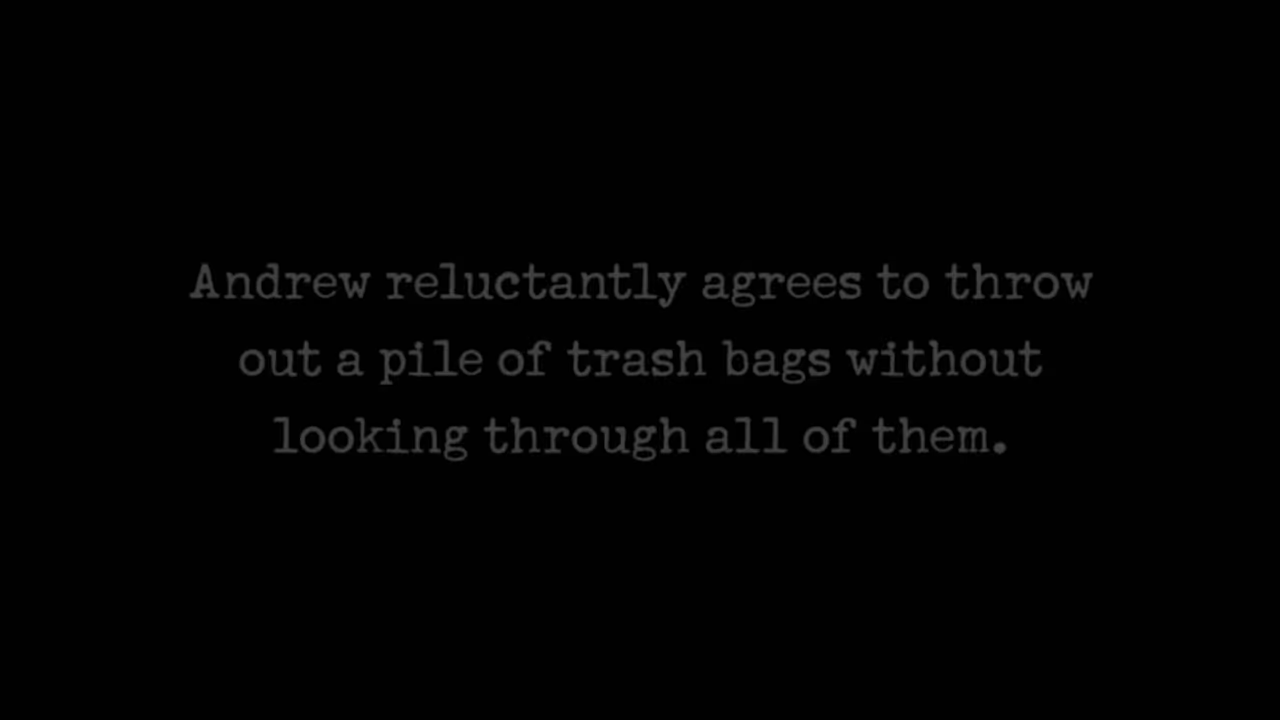 Andrew reluctantly agrees to throw
out a pile of trash bags without
looking through all of them.